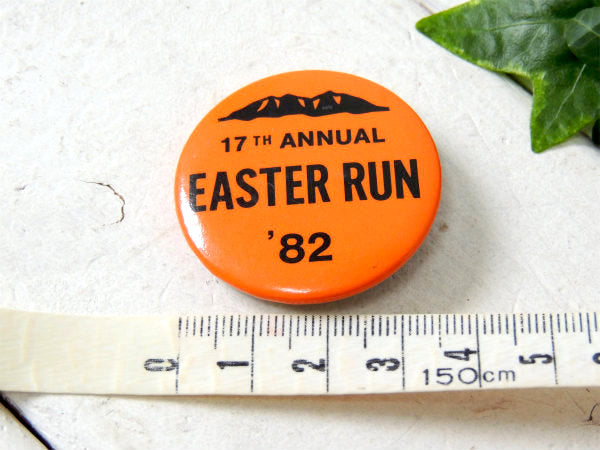 17TH ANNUAL
EASTER RUN
'82
0 1 2 3 4 5
150cm